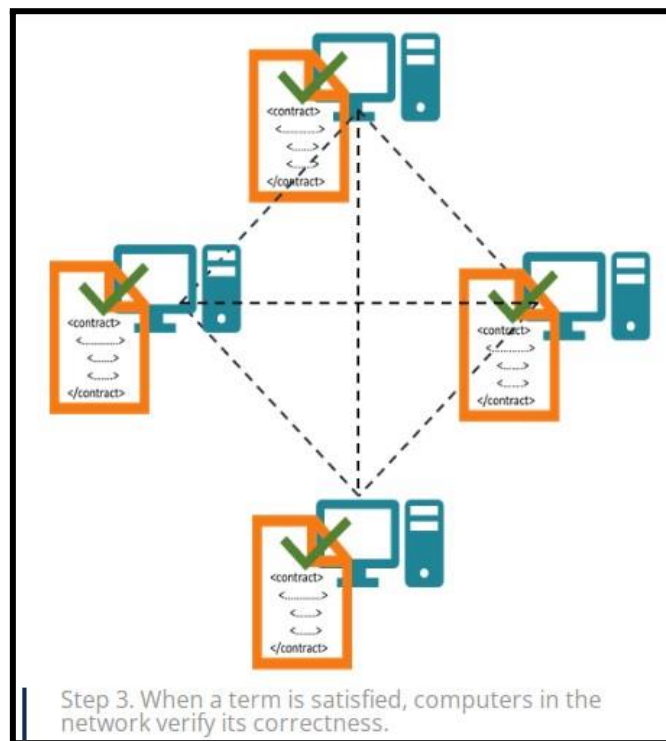 <contract>
<............>
<......>
<......>
</contract>
<contract>
<............>
<......>
<......>
</contract>
<contract>
<............>
<......>
<......>
</contract>
<contract>
<............>
<......>
<......>
</contract>
Step 3. When a term is satisfied, computers in the
network verify its correctness.